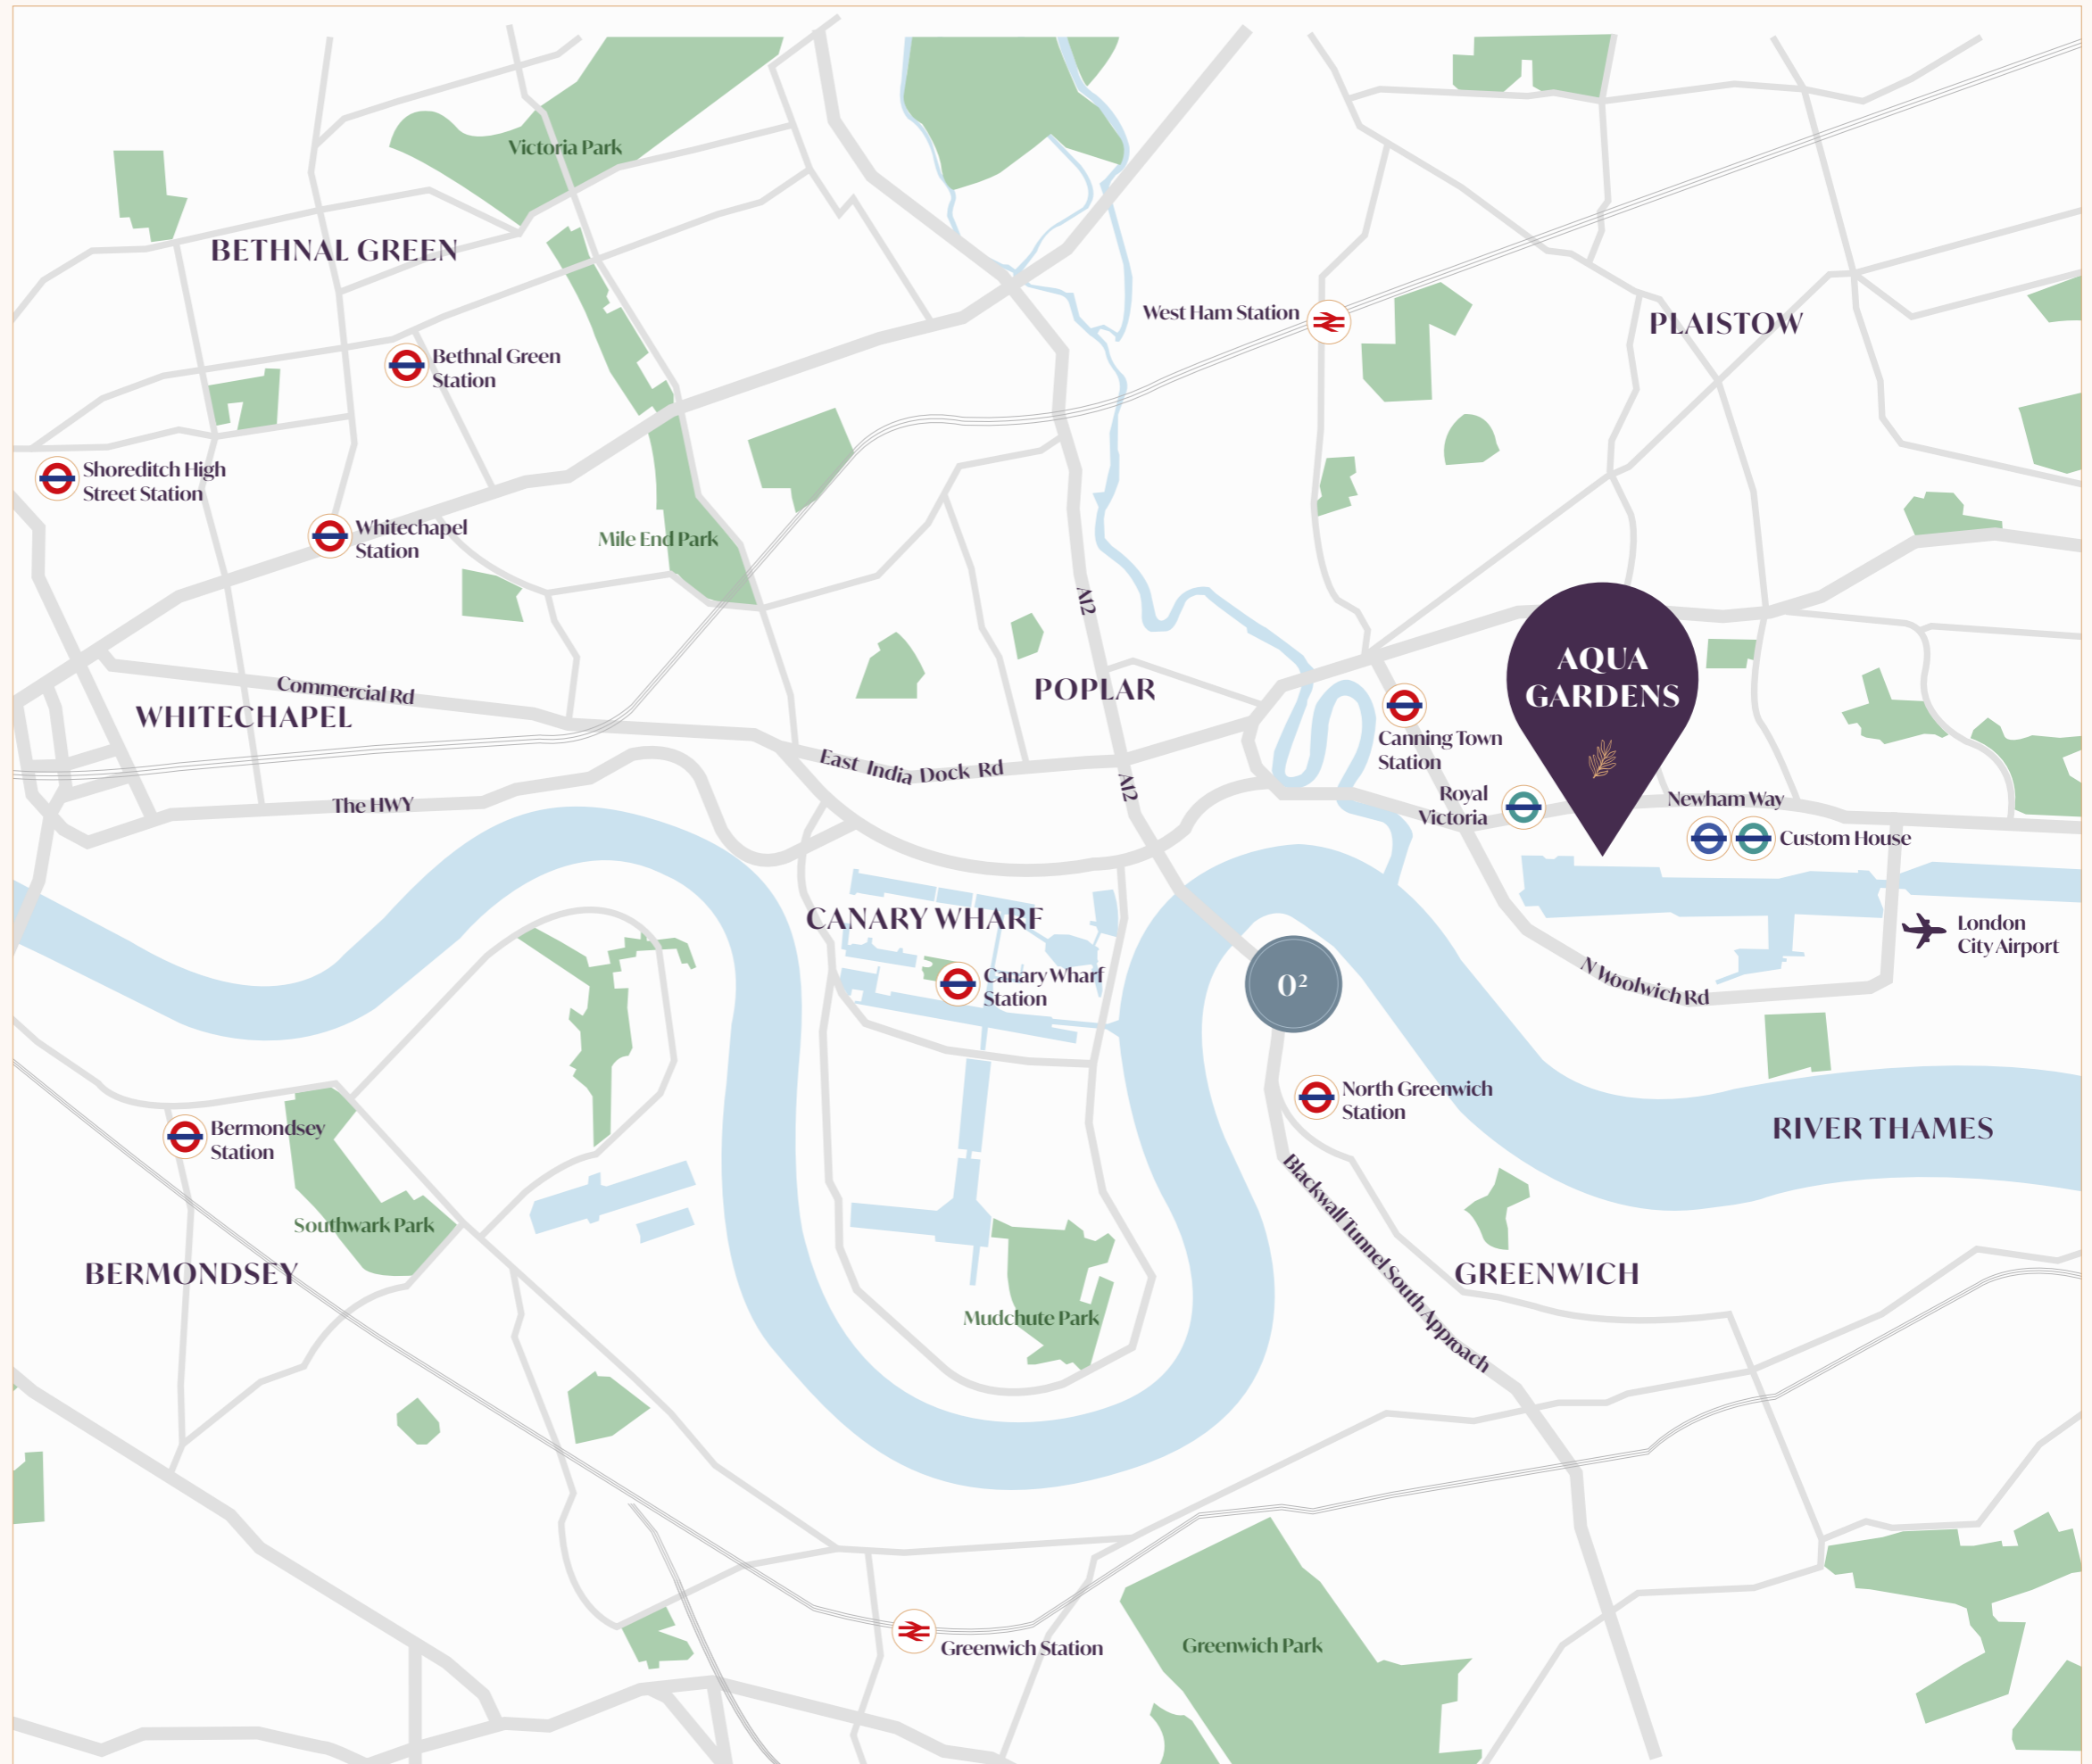 Victoria Park
BETHNAL GREEN
West Ham Station
PLAISTOW
Bethnal Green
Station
Shoreditch High
Street Station
Whitechapel
Station
Mile End Park
A12
AQUA
GARDENS
POPLAR
Commercial Rd
WHITECHAPEL
Canning Town
Station
East India Dock Rd
A12
The HWY
Royal
Victoria
Newham Way
Custom House
CANARY WHARF
London
City Airport
Canary Wharf
Station
O²
N Woolwich Rd
North Greenwich
Station
Bermondsey
Station
RIVER THAMES
Blackwall Tunnel South Approach
Southwark Park
BERMONDSEY
GREENWICH
Mudchute Park
Greenwich Station
Greenwich Park